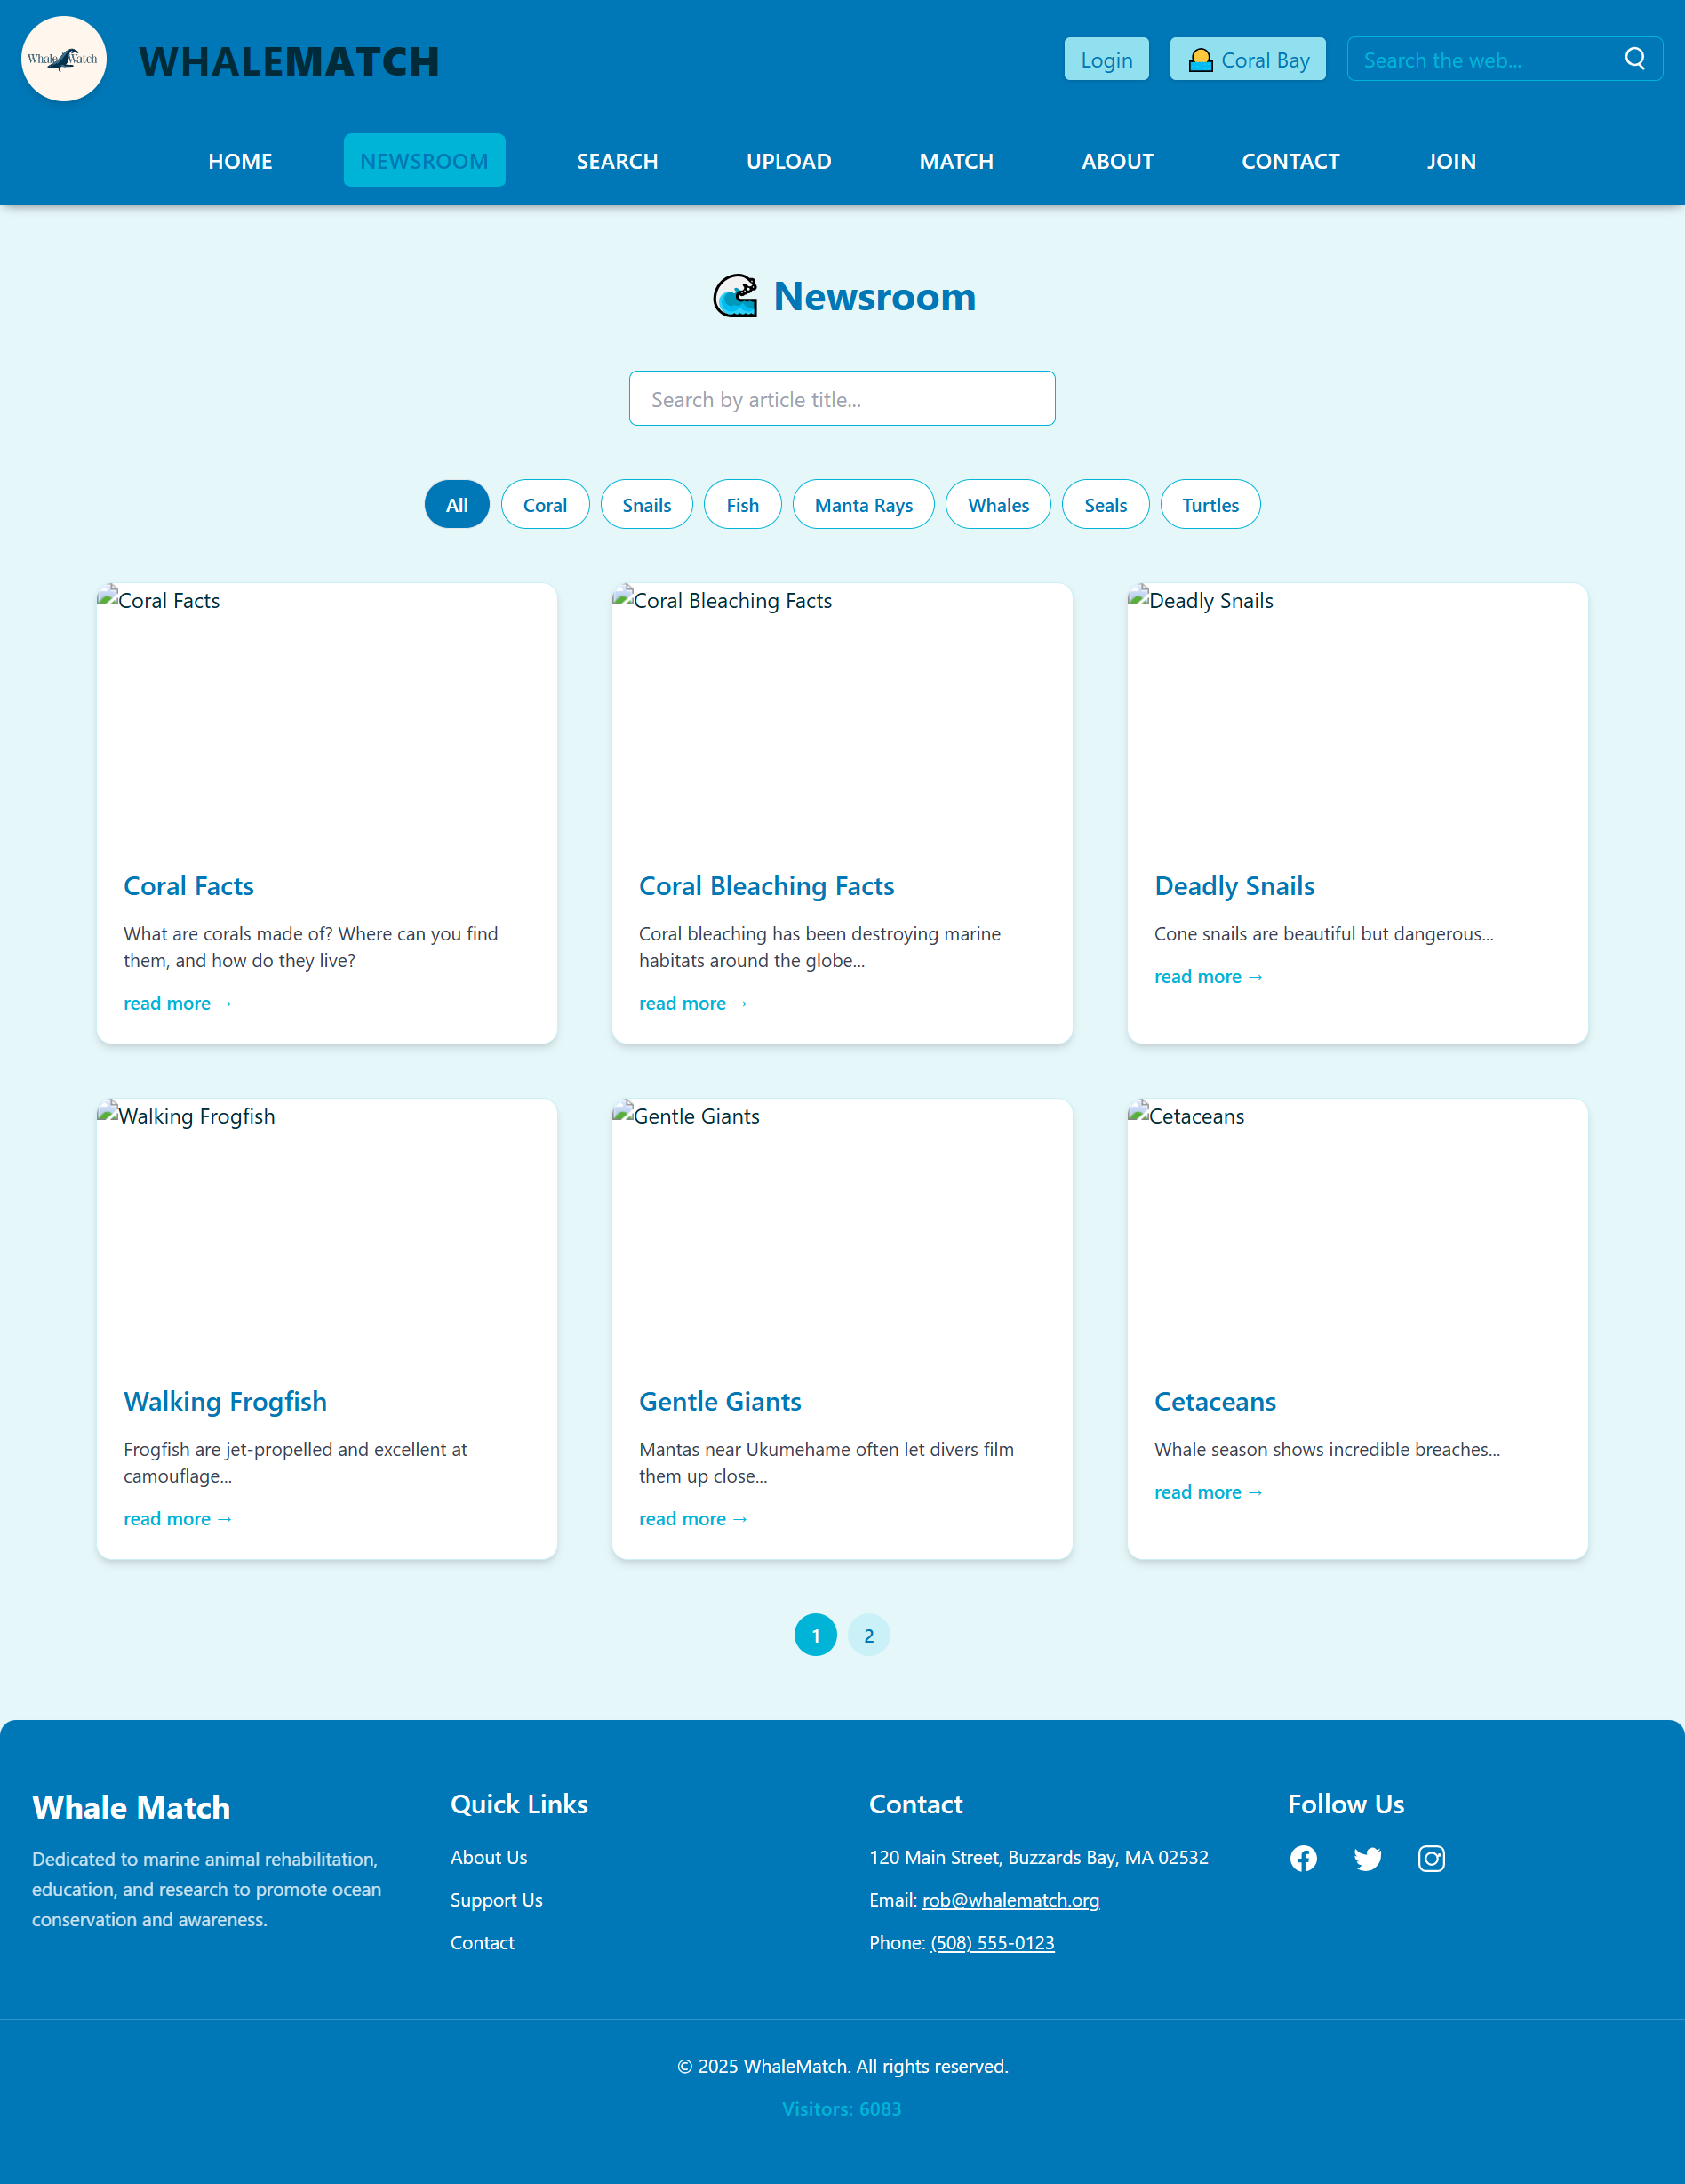 Whale Watch
WHALEMATCH
Login
Coral Bay
Search the web...
HOME
NEWSROOM
SEARCH
UPLOAD
MATCH
ABOUT
CONTACT
JOIN
Newsroom
Search by article title...
All
Coral
Snails
Fish
Manta Rays
Whales
Seals
Turtles
Coral Facts
Coral Facts
What are corals made of? Where can you find
them, and how do they live?
read more →
Coral Bleaching Facts
Coral Bleaching Facts
Coral bleaching has been destroying marine
habitats around the globe...
read more →
Deadly Snails
Deadly Snails
Cone snails are beautiful but dangerous...
read more →
Walking Frogfish
Walking Frogfish
Frogfish are jet-propelled and excellent at
camouflage...
read more →
Gentle Giants
Gentle Giants
Mantas near Ukumehame often let divers film
them up close...
read more →
Cetaceans
Cetaceans
Whale season shows incredible breaches...
read more →
1
2
Whale Match
Dedicated to marine animal rehabilitation,
education, and research to promote ocean
conservation and awareness.
Quick Links
About Us
Support Us
Contact
Contact
120 Main Street, Buzzards Bay, MA 02532
Email: rob@whalematch.org
Phone: (508) 555-0123
Follow Us
© 2025 WhaleMatch. All rights reserved.
Visitors: 6083